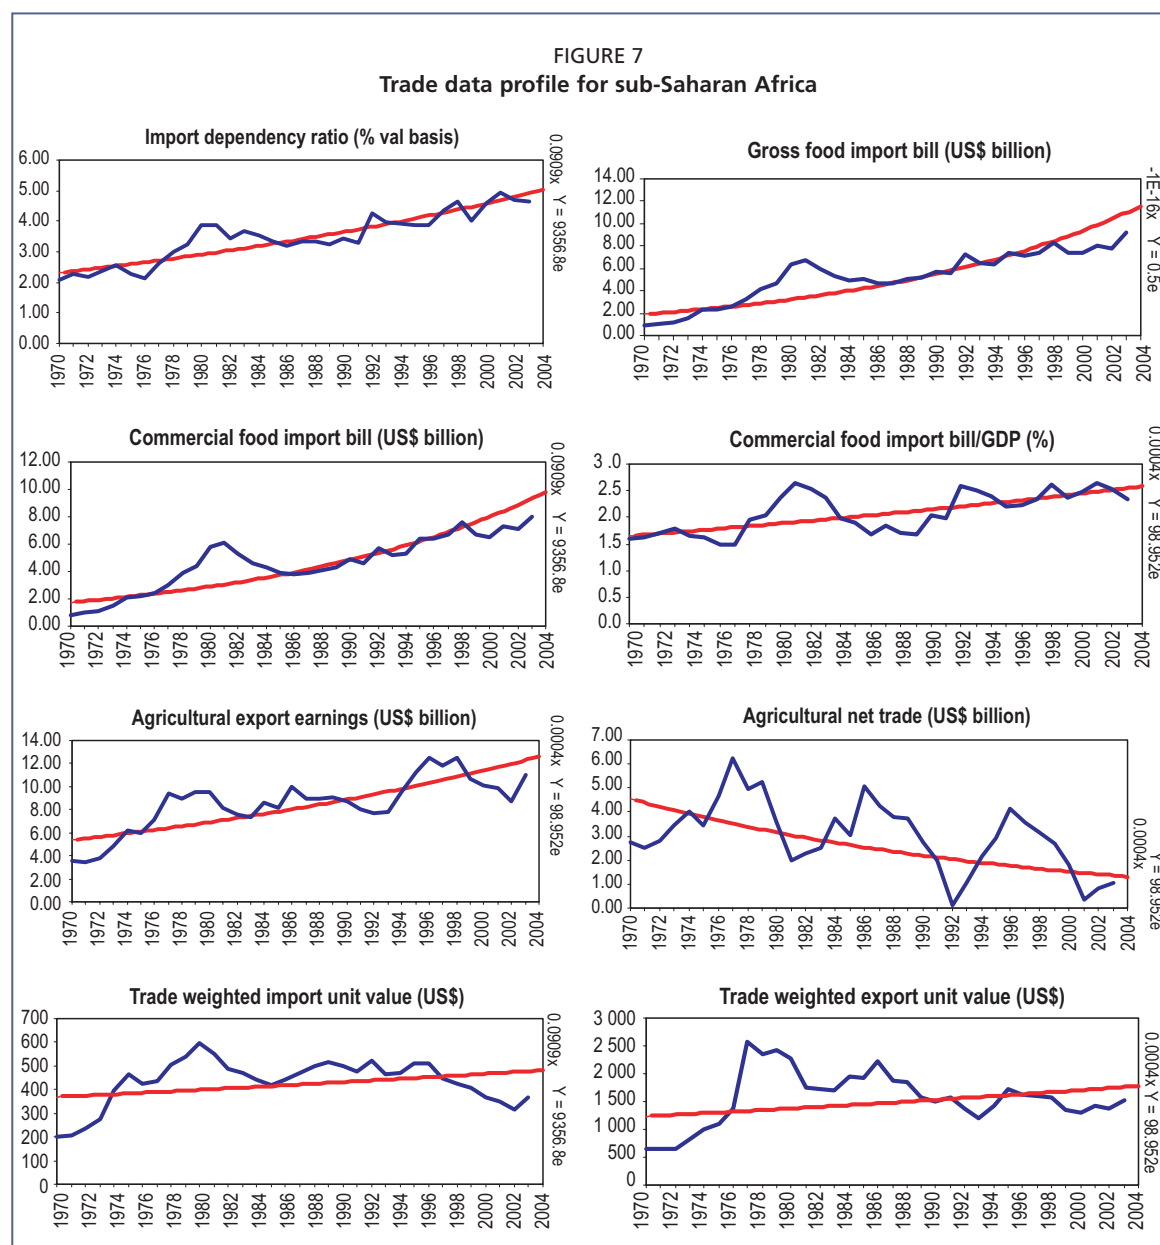 FIGURE 7
Trade data profile for sub-Saharan Africa
Import dependency ratio (% val basis)
6.00
5.00
4.00
3.00
2.00
1.00
0.00
1970 1972 1974 1976 1978 1980 1982 1984 1986 1988 1990 1992 1994 1996 1998 2000 2002 2004
0.0909x
Y = 9356.8e
Gross food import bill (US$ billion)
14.00
12.00
10.00
8.00
6.00
4.00
2.00
0.00
1970 1972 1974 1976 1978 1980 1982 1984 1986 1988 1990 1992 1994 1996 1998 2000 2002 2004
-1E-16x
Y = 0.5e
Commercial food import bill (US$ billion)
12.00
10.00
8.00
6.00
4.00
2.00
0.00
1970 1972 1974 1976 1978 1980 1982 1984 1986 1988 1990 1992 1994 1996 1998 2000 2002 2004
0.0909x
Y = 9356.8e
Commercial food import bill/GDP (%)
3.0
2.5
2.0
1.5
1.0
0.5
0.0
1970 1972 1974 1976 1978 1980 1982 1984 1986 1988 1990 1992 1994 1996 1998 2000 2002 2004
0.0004x
Y = 98.952e
Agricultural export earnings (US$ billion)
14.00
12.00
10.00
8.00
6.00
4.00
2.00
0.00
1970 1972 1974 1976 1978 1980 1982 1984 1986 1988 1990 1992 1994 1996 1998 2000 2002 2004
0.0004x
Y = 98.952e
Agricultural net trade (US$ billion)
7.00
6.00
5.00
4.00
3.00
2.00
1.00
0.00
1970 1972 1974 1976 1978 1980 1982 1984 1986 1988 1990 1992 1994 1996 1998 2000 2002 2004
0.0004x
Y = 98.952e
Trade weighted import unit value (US$)
700
600
500
400
300
200
100
0
1970 1972 1974 1976 1978 1980 1982 1984 1986 1988 1990 1992 1994 1996 1998 2000 2002 2004
0.0909x
Y = 9356.8e
Trade weighted export unit value (US$)
3 000
2 500
2 000
1 500
1 000
500
0
1970 1972 1974 1976 1978 1980 1982 1984 1986 1988 1990 1992 1994 1996 1998 2000 2002 2004
0.0004x Y = 98.952e